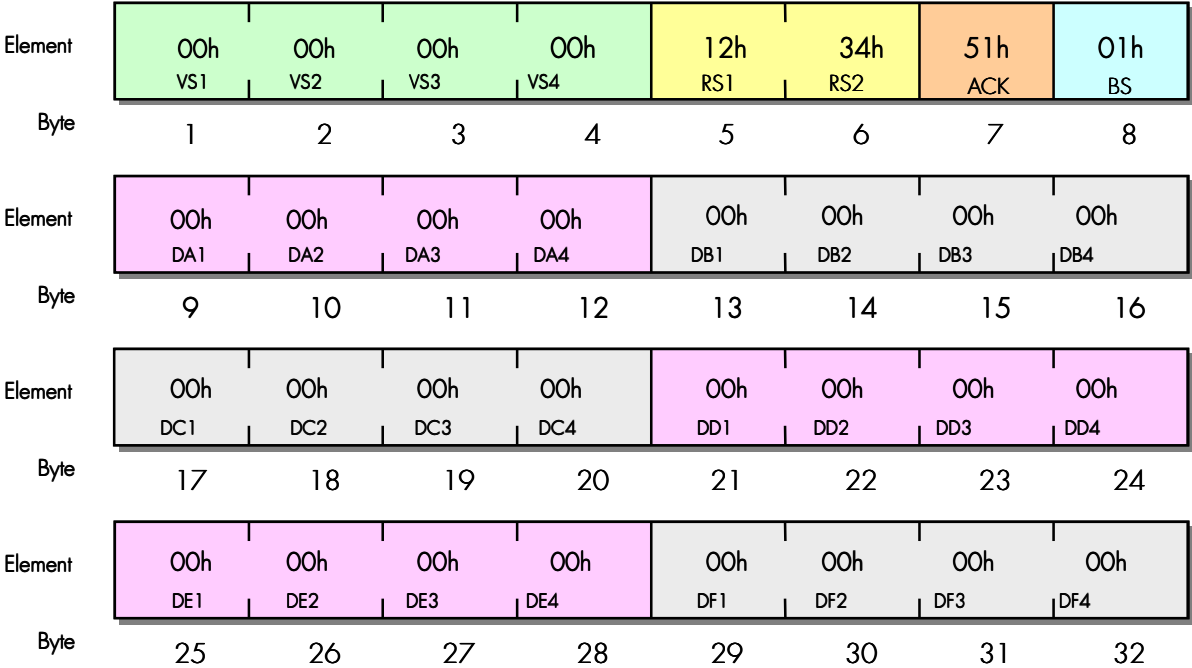 Element 00h 00h 00h 00h 12h 34h 51h 01h
VS1 VS2 VS3 VS4 RS1 RS2 ACK BS
Byte 1 2 3 4 5 6 7 8
Element 00h 00h 00h 00h 00h 00h 00h 00h
DA1 DA2 DA3 DA4 DB1 DB2 DB3 DB4
Byte 9 10 11 12 13 14 15 16
Element 00h 00h 00h 00h 00h 00h 00h 00h
DC1 DC2 DC3 DC4 DD1 DD2 DD3 DD4
Byte 17 18 19 20 21 22 23 24
Element 00h 00h 00h 00h 00h 00h 00h 00h
DE1 DE2 DE3 DE4 DF1 DF2 DF3 DF4
Byte 25 26 27 28 29 30 31 32